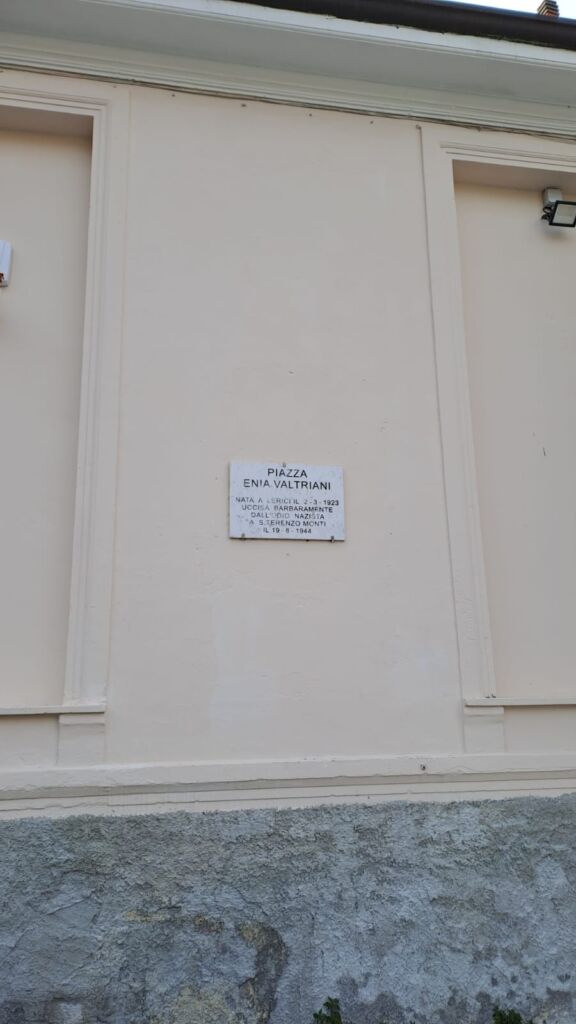 PIAZZA
ENIA VALTRIANI
NATA A LERICI IL 2-3-1923
UCCISA BARBARAMENTE
DALL'ODIO NAZISTA
A S.TERENZO MONTI
IL 19-8-1944